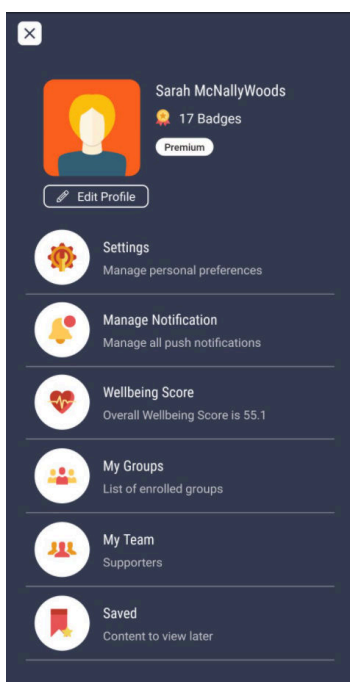 Sarah McNallyWoods
17 Badges
Premium
Edit Profile
Settings
Manage personal preferences
Manage Notification
Manage all push notifications
Wellbeing Score
Overall Wellbeing Score is 55.1
My Groups
List of enrolled groups
My Team
Supporters
Saved
Content to view later